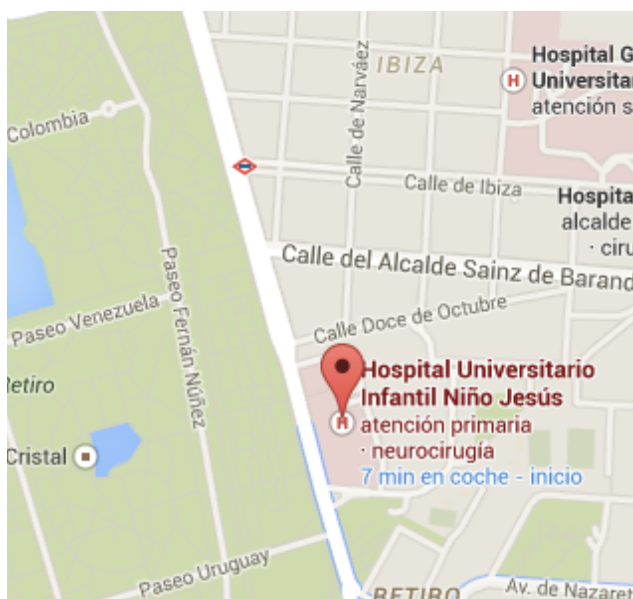 Hospital G
Universitar
atención s
IBIZA
Calle de Narváez
Colombia
Calle de Ibiza
Hospita
alcalde
· ciru
Calle del Alcalde Sainz de Barand
Paseo Fernán Núñez
Paseo Venezuela
Calle Doce de Octubre
Retiro
Hospital Universitario
Infantil Niño Jesús
atención primaria
· neurocirugía
7 min en coche - inicio
Cristal
Paseo Uruguay
RETIRO
Av. de Nazaret
H
H